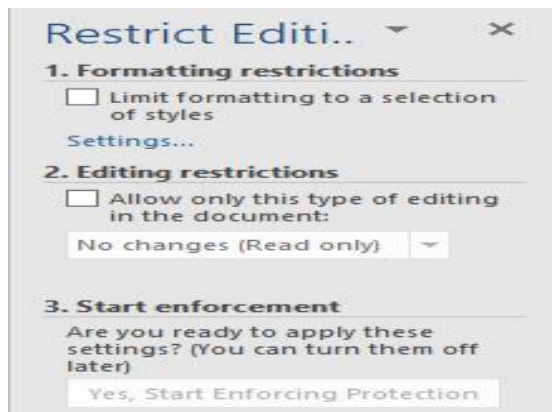 Restrict Editi..
1. Formatting restrictions
Limit formatting to a selection
of styles
Settings...
2. Editing restrictions
Allow only this type of editing
in the document:
No changes (Read only)
3. Start enforcement
Are you ready to apply these
settings? (You can turn them off
later)
Yes, Start Enforcing Protection